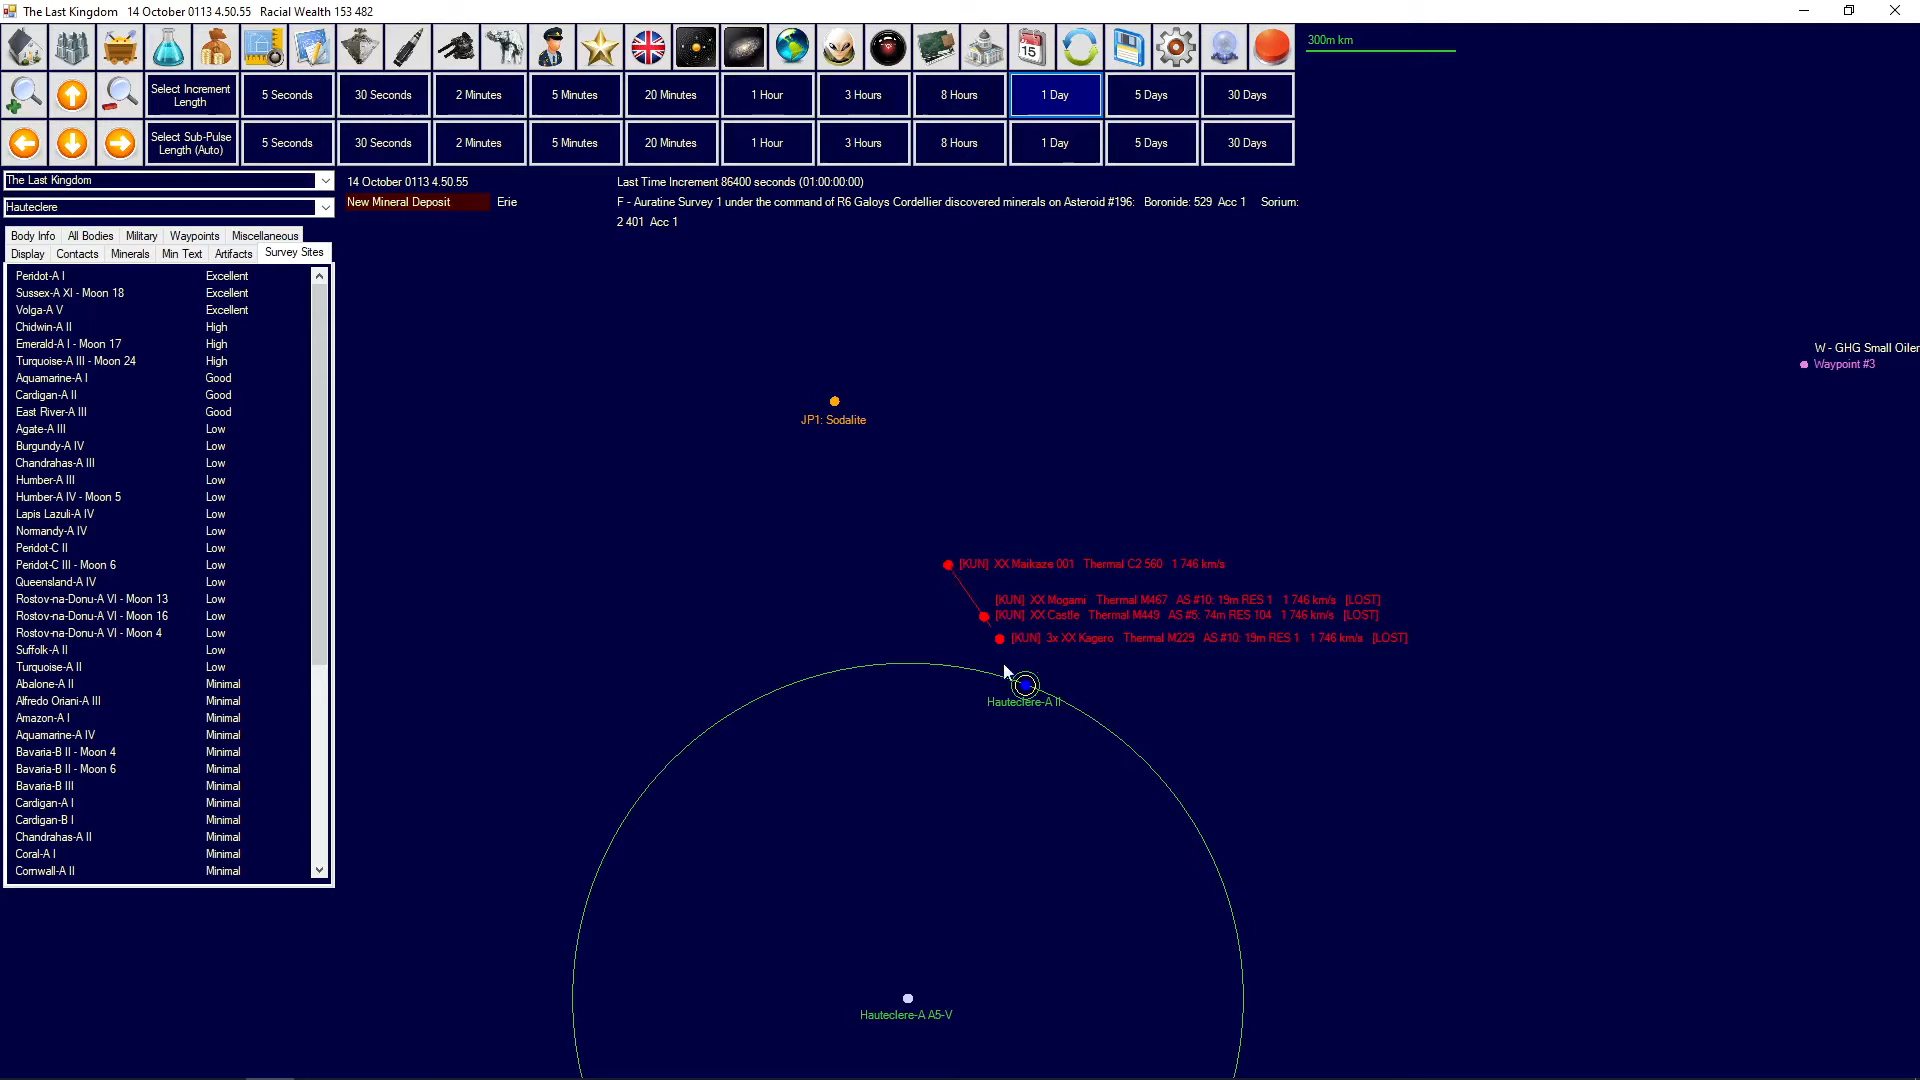 The Last Kingdom   14 October 0113 4.50.55   Racial Wealth 153 482
15
300m km
Select Increment Length
5 Seconds
30 Seconds
2 Minutes
5 Minutes
20 Minutes
1 Hour
3 Hours
8 Hours
1 Day
5 Days
30 Days
Select Sub-Pulse Length (Auto)
5 Seconds
30 Seconds
2 Minutes
5 Minutes
20 Minutes
1 Hour
3 Hours
8 Hours
1 Day
5 Days
30 Days
The Last Kingdom
Hauteclere
14 October 0113 4.50.55
Last Time Increment 86400 seconds (01:00:00:00)
New Mineral Deposit
Erie
F - Auratine Survey 1 under the command of R6 Galoys Cordellier discovered minerals on Asteroid #196:   Boronide: 529  Acc 1     Sorium:
2 401  Acc 1
Body Info
All Bodies
Military
Waypoints
Miscellaneous
Display
Contacts
Minerals
Min Text
Artifacts
Survey Sites
Peridot-A I   Excellent
Sussex-A XI - Moon 18   Excellent
Volga-A V   Excellent
Chidwin-A II   High
Emerald-A I - Moon 17   High
Turquoise-A III - Moon 24   High
Aquamarine-A I   Good
Cardigan-A II   Good
East River-A III   Good
Agate-A III   Low
Burgundy-A IV   Low
Chandrahas-A III   Low
Humber-A III   Low
Humber-A IV - Moon 5   Low
Lapis Lazuli-A IV   Low
Normandy-A IV   Low
Peridot-C II   Low
Peridot-C III - Moon 6   Low
Queensland-A IV   Low
Rostov-na-Donu-A VI - Moon 13   Low
Rostov-na-Donu-A VI - Moon 16   Low
Rostov-na-Donu-A VI - Moon 4   Low
Suffolk-A II   Low
Turquoise-A II   Low
Abalone-A II   Minimal
Alfredo Oriani-A III   Minimal
Amazon-A I   Minimal
Aquamarine-A IV   Minimal
Bavaria-B II - Moon 4   Minimal
Bavaria-B II - Moon 6   Minimal
Bavaria-B III   Minimal
Cardigan-A I   Minimal
Cardigan-B I   Minimal
Chandrahas-A II   Minimal
Coral-A I   Minimal
Cornwall-A II   Minimal
W - GHG Small Oiler
Waypoint #3
JP1: Sodalite
[KUN]  XX Maikaze 001   Thermal C2 560   1 746 km/s
[KUN]  XX Mogami   Thermal M467   AS #10: 19m RES 1   1 746 km/s   [LOST]
[KUN]  XX Castle   Thermal M449   AS #5: 74m RES 104   1 746 km/s   [LOST]
[KUN]  3x XX Kagero   Thermal M229   AS #10: 19m RES 1   1 746 km/s   [LOST]
Hauteclere-A II
Hauteclere-A A5-V